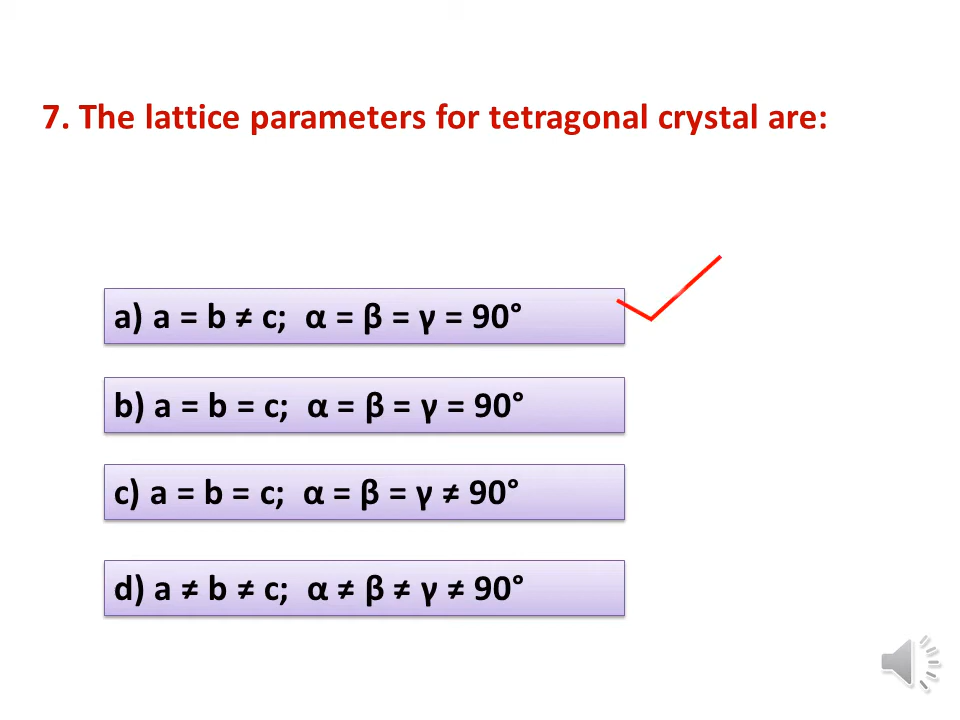 7. The lattice parameters for tetragonal crystal are:
a) a = b ≠ c;  α = β = γ = 90°
b) a = b = c;  α = β = γ = 90°
c) a = b = c;  α = β = γ ≠ 90°
d) a ≠ b ≠ c;  α ≠ β ≠ γ ≠ 90°